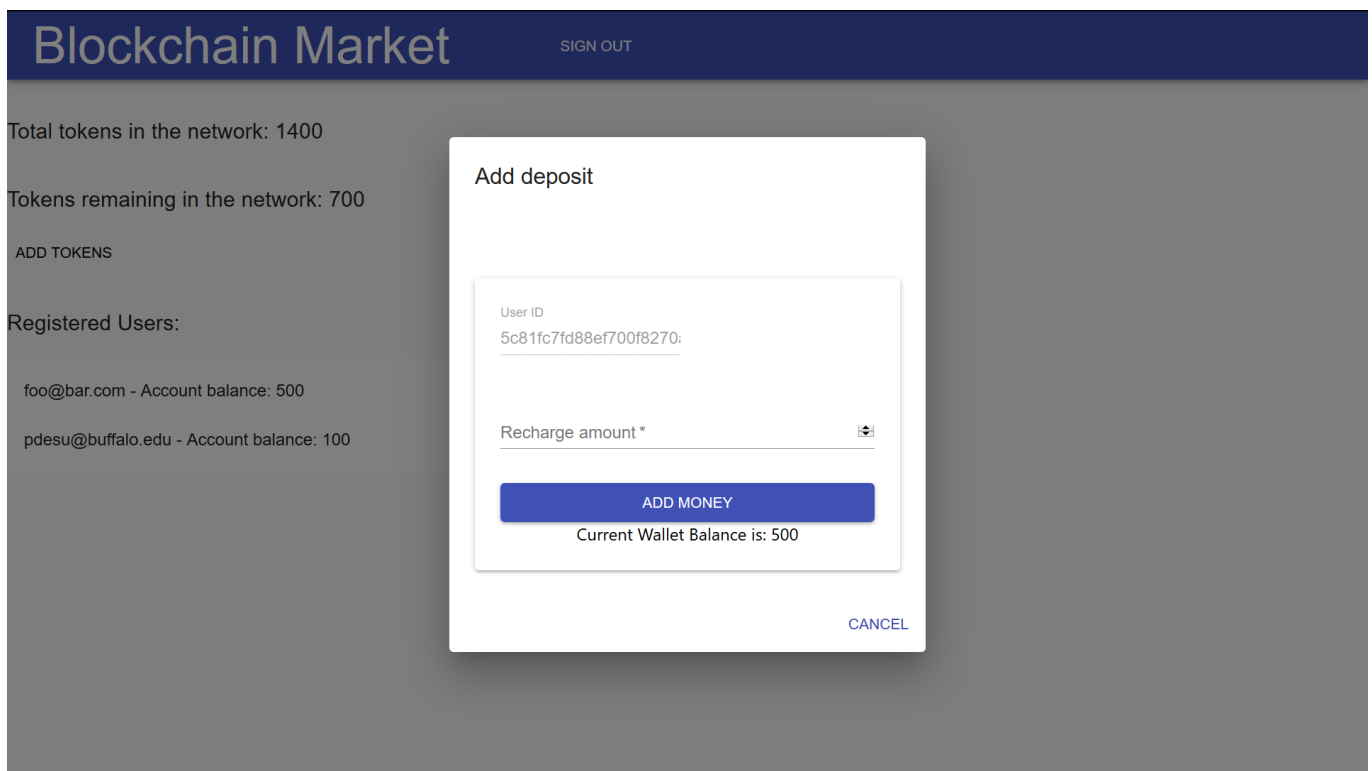 Blockchain Market
SIGN OUT
Total tokens in the network: 1400
Tokens remaining in the network: 700
ADD TOKENS
Registered Users:
foo@bar.com - Account balance: 500
pdesu@buffalo.edu - Account balance: 100
Add deposit
User ID
5c81fc7fd88ef700f8270
Recharge amount *
ADD MONEY
Current Wallet Balance is: 500
CANCEL